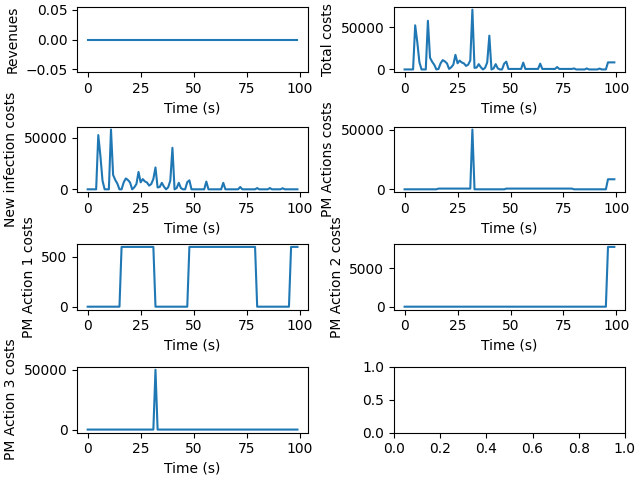 Revenues
0.05
0.00
−0.05
0 25 50 75 100
Time (s)
Total costs
50000
0
0 25 50 75 100
Time (s)
New infection costs
50000
0
0 25 50 75 100
Time (s)
PM Actions costs
50000
0
0 25 50 75 100
Time (s)
PM Action 1 costs
500
0
0 25 50 75 100
Time (s)
PM Action 2 costs
5000
0
0 25 50 75 100
Time (s)
PM Action 3 costs
50000
0
0 25 50 75 100
Time (s)
1.0
0.5
0.0
0.0 0.2 0.4 0.6 0.8 1.0